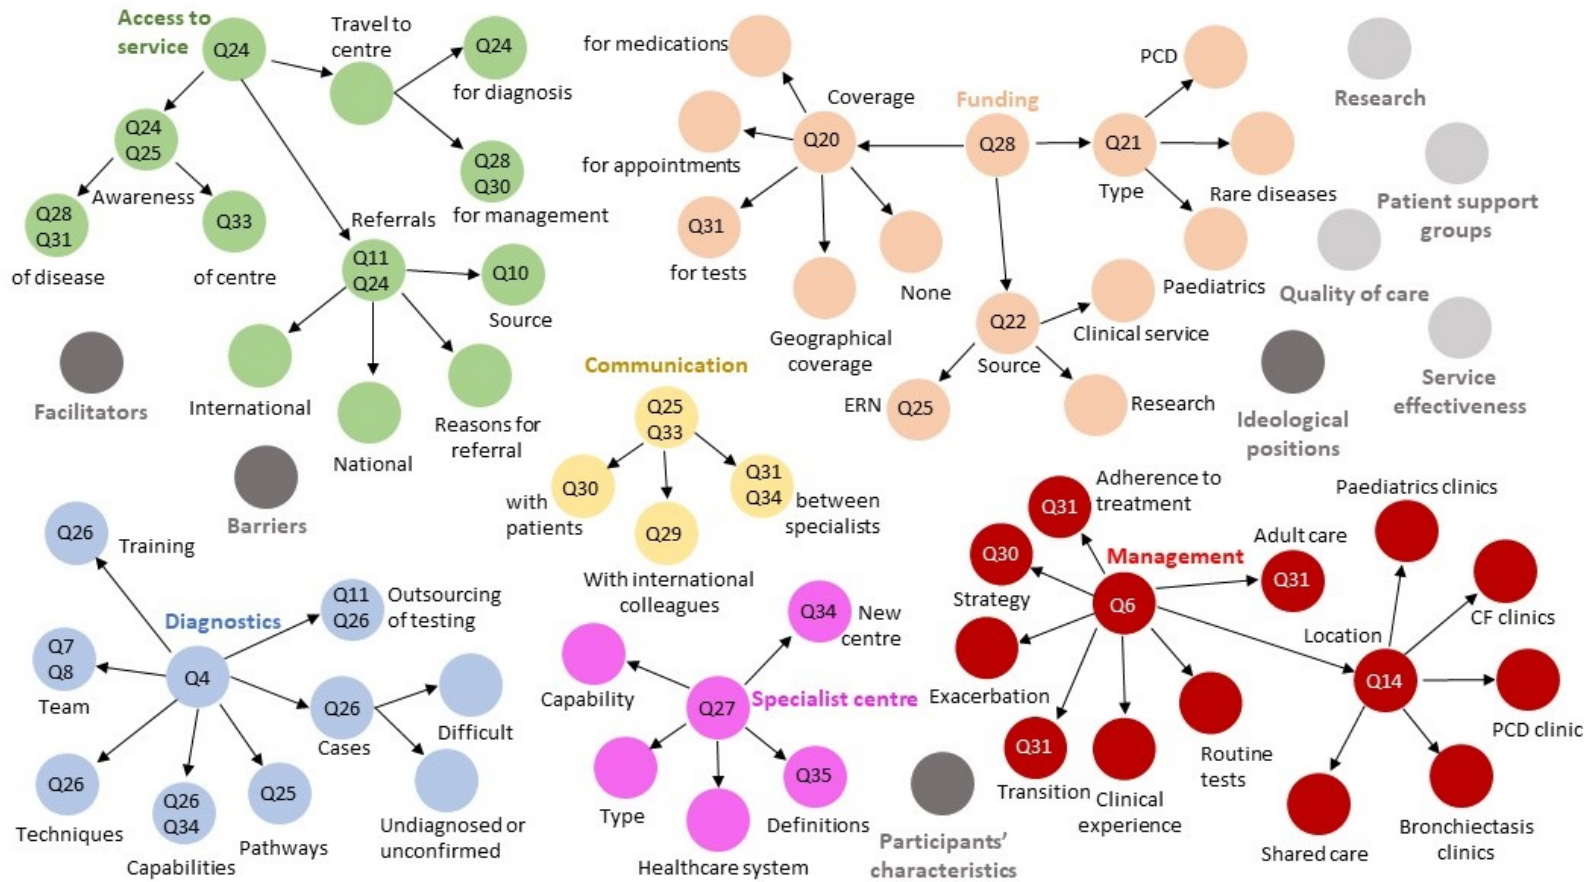 Access to
service
Q24
Travel to
centre
Q24
for diagnosis
Q24
Q25
Awareness
Q28
Q30
for management
Q28
Q31
of disease
Q33
of centre
Referrals
Q11
Q24
Q10
Source
International
National
Reasons for
referral
Facilitators
Barriers
for medications
Coverage
Q20
for appointments
Q31
for tests
Geographical
coverage
None
Funding
Q28
PCD
Q21
Type
Rare diseases
Paediatrics
Q22
Source
Clinical service
ERN
Q25
Research
Research
Patient support
groups
Quality of care
Service
effectiveness
Ideological
positions
Communication
Q25
Q33
Q30
with
patients
Q29
With international
colleagues
Q31
Q34
between
specialists
Q26
Training
Diagnostics
Q4
Q11
Q26
Outsourcing
of testing
Q7
Q8
Team
Q26
Cases
Difficult
Undiagnosed or
unconfirmed
Q26
Techniques
Q26
Q34
Capabilities
Q25
Pathways
Q34
New
centre
Capability
Q27
Specialist centre
Type
Healthcare system
Q35
Definitions
Participants’
characteristics
Q31
Adherence to
treatment
Q30
Strategy
Management
Q6
Adult care
Q31
Exacerbation
Q31
Transition
Clinical
experience
Routine
tests
Location
Q14
Paediatrics clinics
CF clinics
PCD clinic
Bronchiectasis
clinics
Shared care